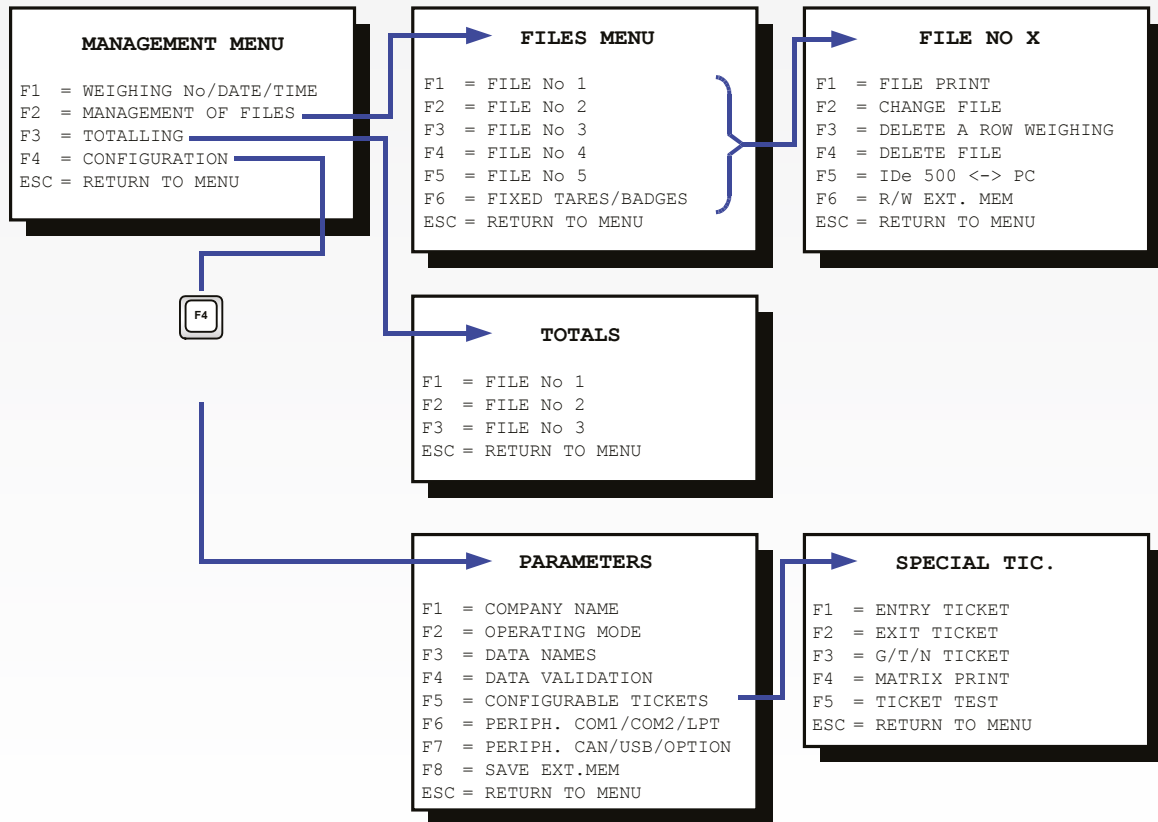 MANAGEMENT MENU
F1 = WEIGHING No/DATE/TIME
F2 = MANAGEMENT OF FILES
F3 = TOTALLING
F4 = CONFIGURATION
ESC = RETURN TO MENU
FILES MENU
F1 = FILE No 1
F2 = FILE No 2
F3 = FILE No 3
F4 = FILE No 4
F5 = FILE No 5
F6 = FIXED TARES/BADGES
ESC = RETURN TO MENU
FILE NO X
F1 = FILE PRINT
F2 = CHANGE FILE
F3 = DELETE A ROW WEIGHING
F4 = DELETE FILE
F5 = IDe 500 <-> PC
F6 = R/W EXT. MEM
ESC = RETURN TO MENU
F4
TOTALS
F1 = FILE No 1
F2 = FILE No 2
F3 = FILE No 3
ESC = RETURN TO MENU
PARAMETERS
F1 = COMPANY NAME
F2 = OPERATING MODE
F3 = DATA NAMES
F4 = DATA VALIDATION
F5 = CONFIGURABLE TICKETS
F6 = PERIPH. COM1/COM2/LPT
F7 = PERIPH. CAN/USB/OPTION
F8 = SAVE EXT.MEM
ESC = RETURN TO MENU
SPECIAL TIC.
F1 = ENTRY TICKET
F2 = EXIT TICKET
F3 = G/T/N TICKET
F4 = MATRIX PRINT
F5 = TICKET TEST
ESC = RETURN TO MENU